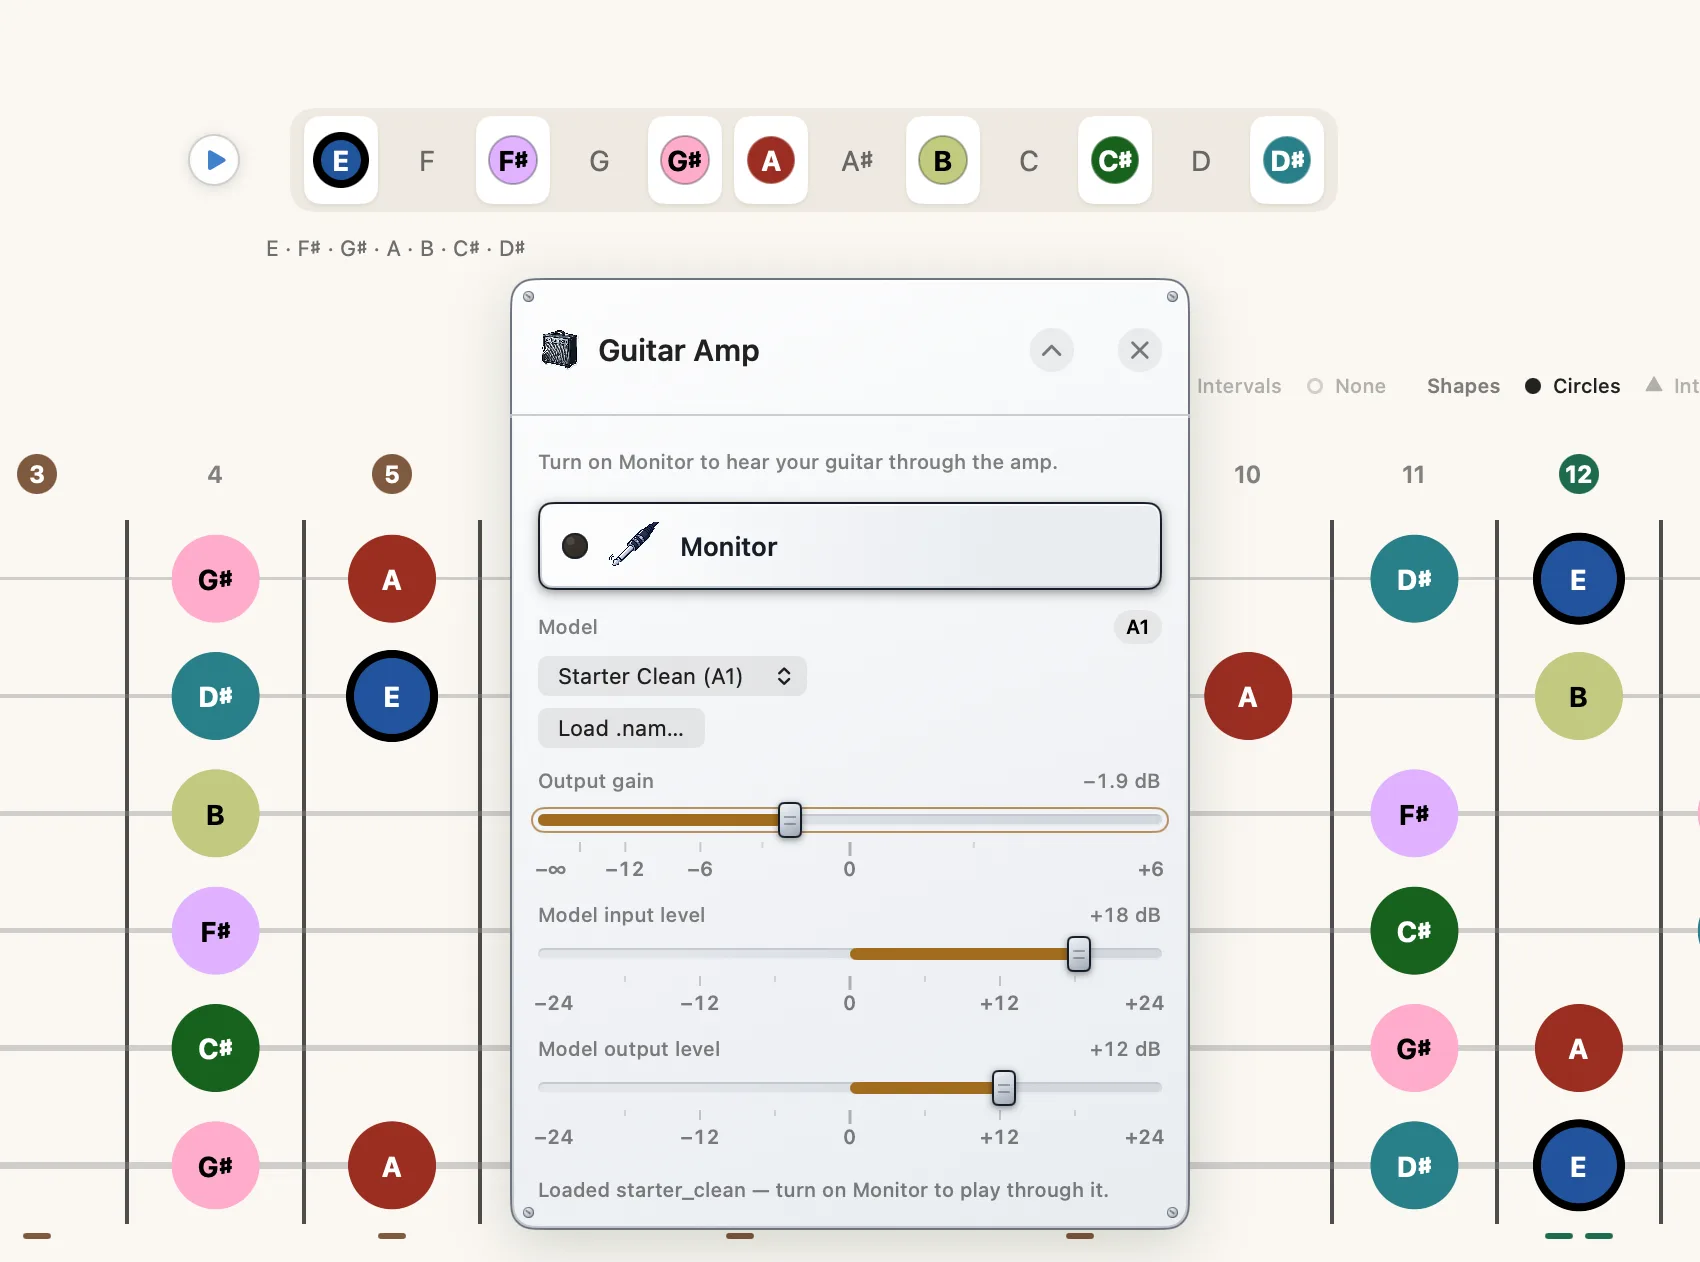 E F F# G G# A A# B C C# D D#
E · F# · G# · A · B · C# · D#
Guitar Amp
Intervals None Shapes Circles Int
3 4 5 10 11 12
Turn on Monitor to hear your guitar through the amp.
Monitor
G# A D# E
Model A1
Starter Clean (A1)
D# E A B
Load .nam...
Output gain −1.9 dB
B F#
−∞ −12 −6 0 +6
Model input level +18 dB
F# C#
−24 −12 0 +12 +24
Model output level +12 dB
C# G# A
−24 −12 0 +12 +24
G# A D# E
Loaded starter_clean — turn on Monitor to play through it.